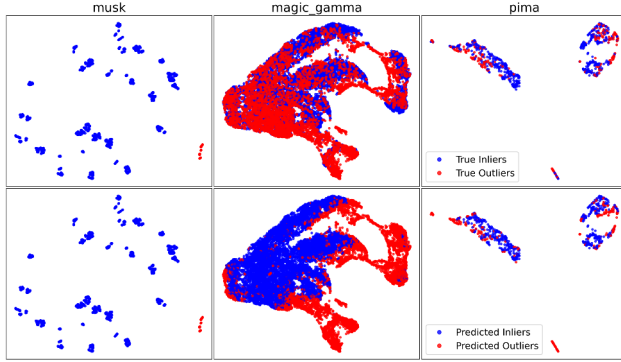 musk
magic_gamma
pima
True Inliers
True Outliers
Predicted Inliers
Predicted Outliers